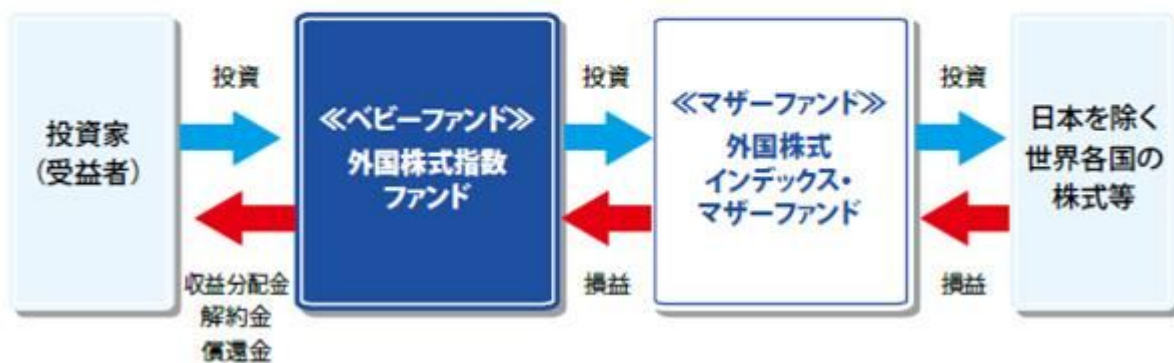 投資家
(受益者)
投資
収益分配金
解約金
償還金
≪ベビーファンド≫
外国株式指数
ファンド
投資
損益
≪マザーファンド≫
外国株式
インデックス・
マザーファンド
投資
損益
日本を除く
世界各国の
株式等